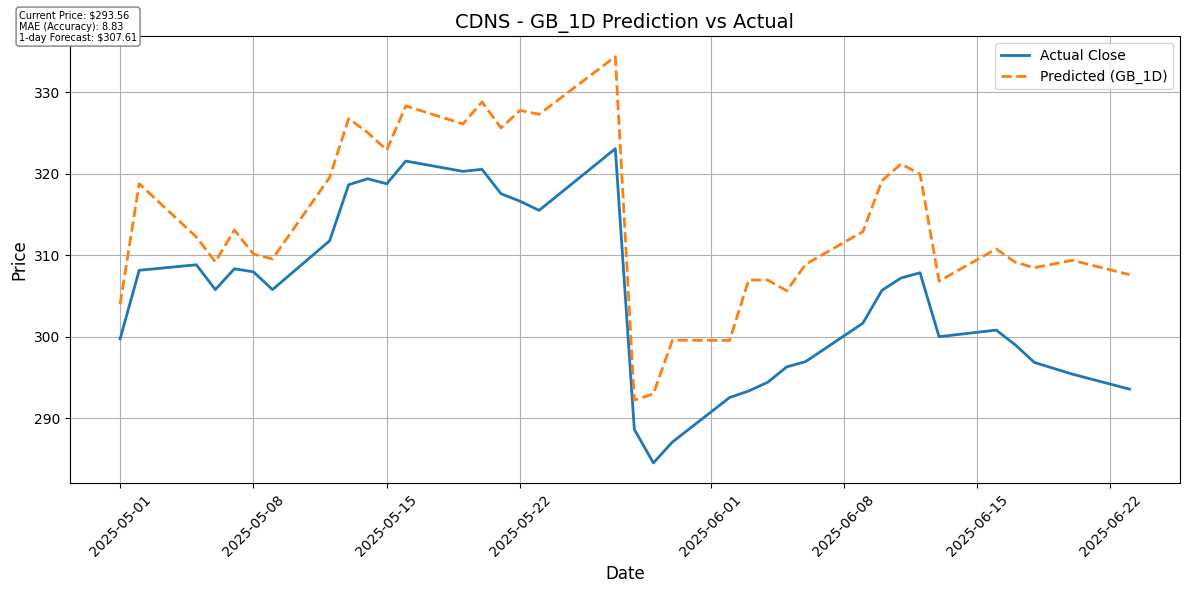 Current Price: $293.56
MAE (Accuracy): 8.83
1-day Forecast: $307.61
CDNS - GB_1D Prediction vs Actual
Actual Close
Predicted (GB_1D)
Price
330
320
310
300
290
2025-05-01
2025-05-08
2025-05-15
2025-05-22
2025-06-01
2025-06-08
2025-06-15
2025-06-22
Date